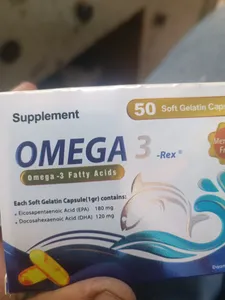 50 Soft Gelatin Caps
Supplement
OMEGA 3 -Rex®
Omega -3 Fatty Acids
Each Soft Gelatin Capsule(1gr) contains:
• Eicosapentaenoic Acid (EPA) 180 mg
• Docosahexaenoic Acid (DHA) 120 mg